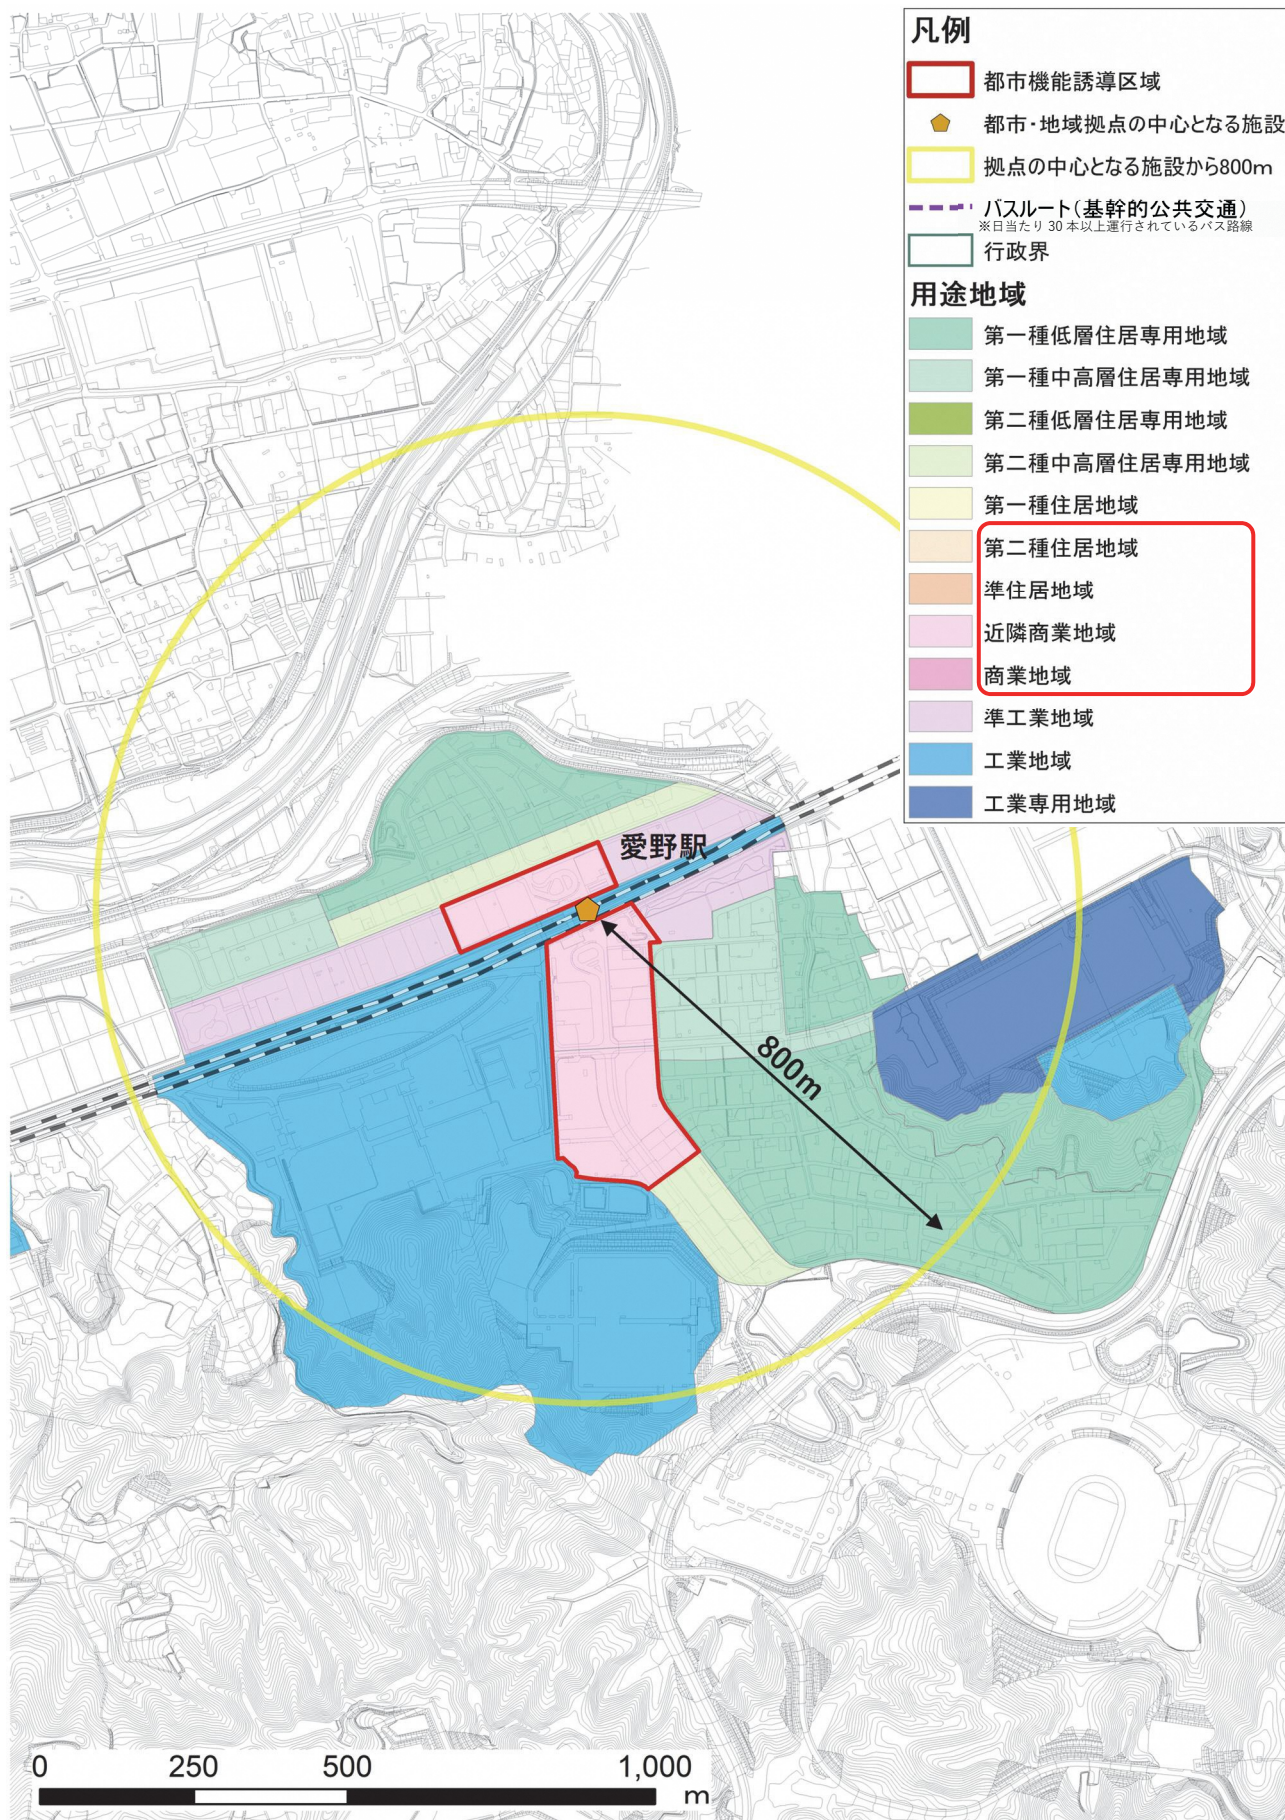 凡例
都市機能誘導区域
都市・地域拠点の中心となる施設
拠点の中心となる施設から800m
バスルート(基幹的公共交通)
※日当たり 30 本以上運行されているバス路線
行政界
用途地域
第一種低層住居専用地域
第一種中高層住居専用地域
第二種低層住居専用地域
第二種中高層住居専用地域
第一種住居地域
第二種住居地域
準住居地域
近隣商業地域
商業地域
準工業地域
工業地域
工業専用地域
愛野駅
800m
0 250 500 1,000
m